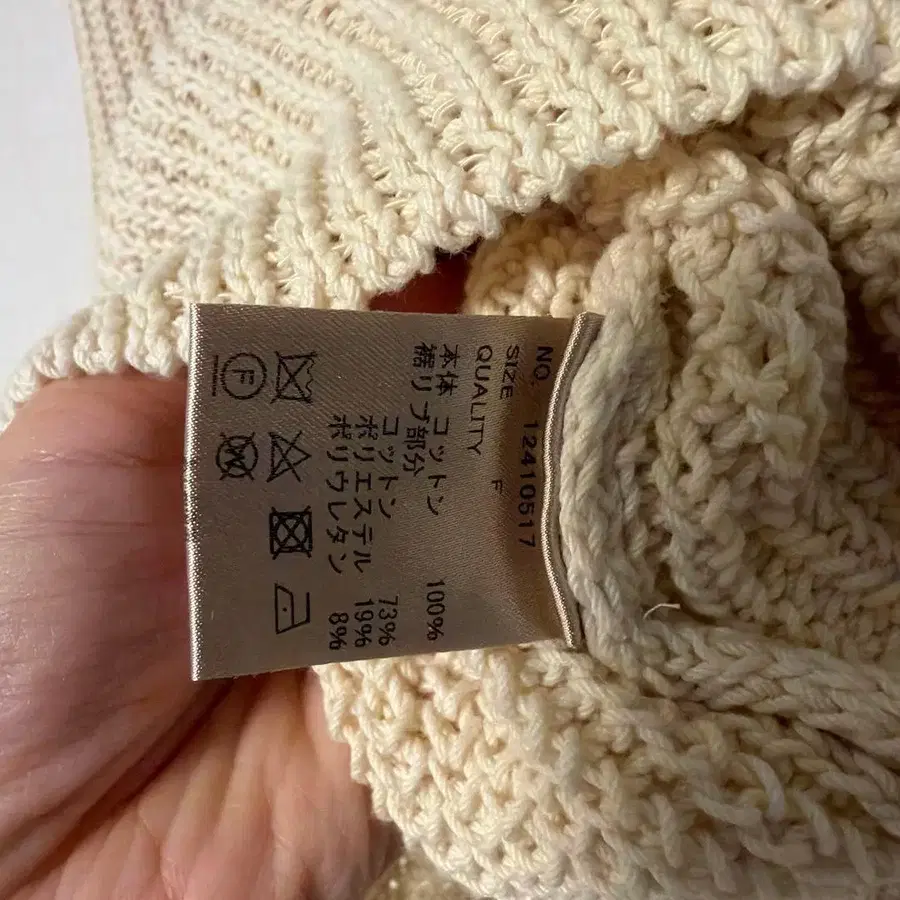 NO. 12410517
SIZE F
QUALITY
本体 コットン 100%
裾リブ部分
コットン 73%
ポリエステル 19%
ポリウレタン 8%
F